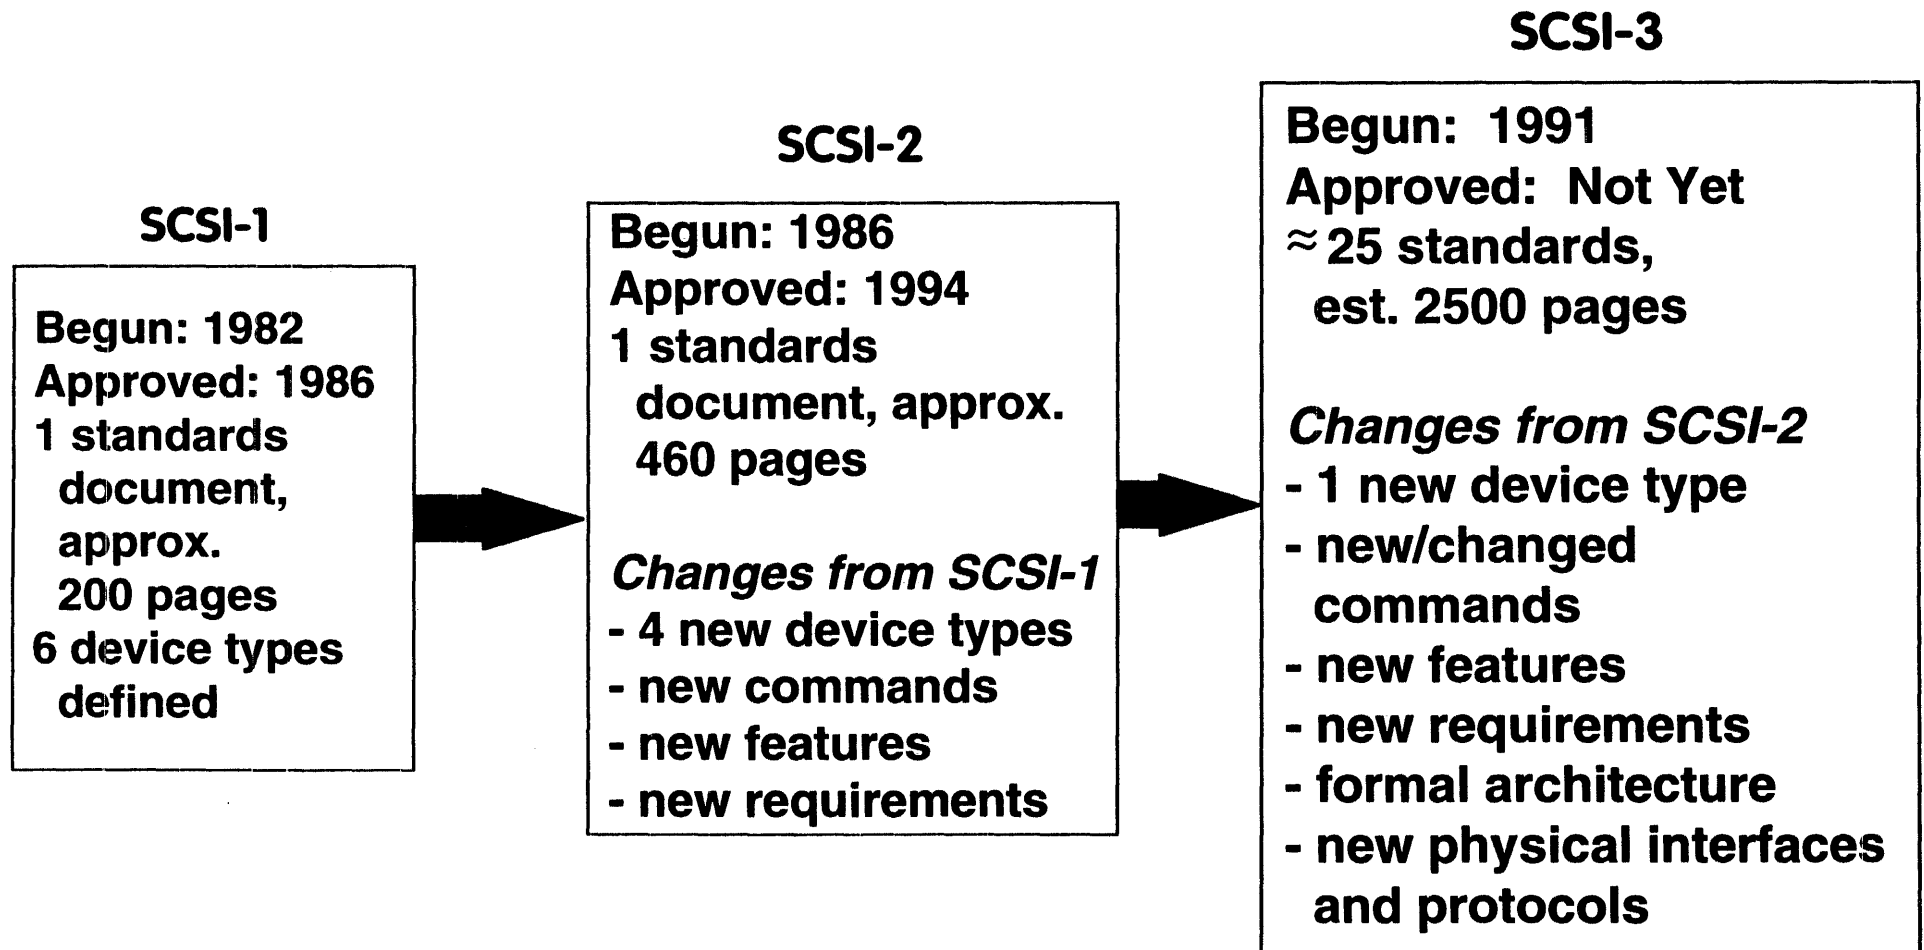 SCSI-1
Begun: 1982
Approved: 1986
1 standards
document,
approx.
200 pages
6 device types
defined
SCSI-2
Begun: 1986
Approved: 1994
1 standards
document, approx.
460 pages
Changes from SCSI-1
- 4 new device types
- new commands
- new features
- new requirements
SCSI-3
Begun: 1991
Approved: Not Yet
≈ 25 standards,
est. 2500 pages
Changes from SCSI-2
- 1 new device type
- new/changed
commands
- new features
- new requirements
- formal architecture
- new physical interfaces
and protocols